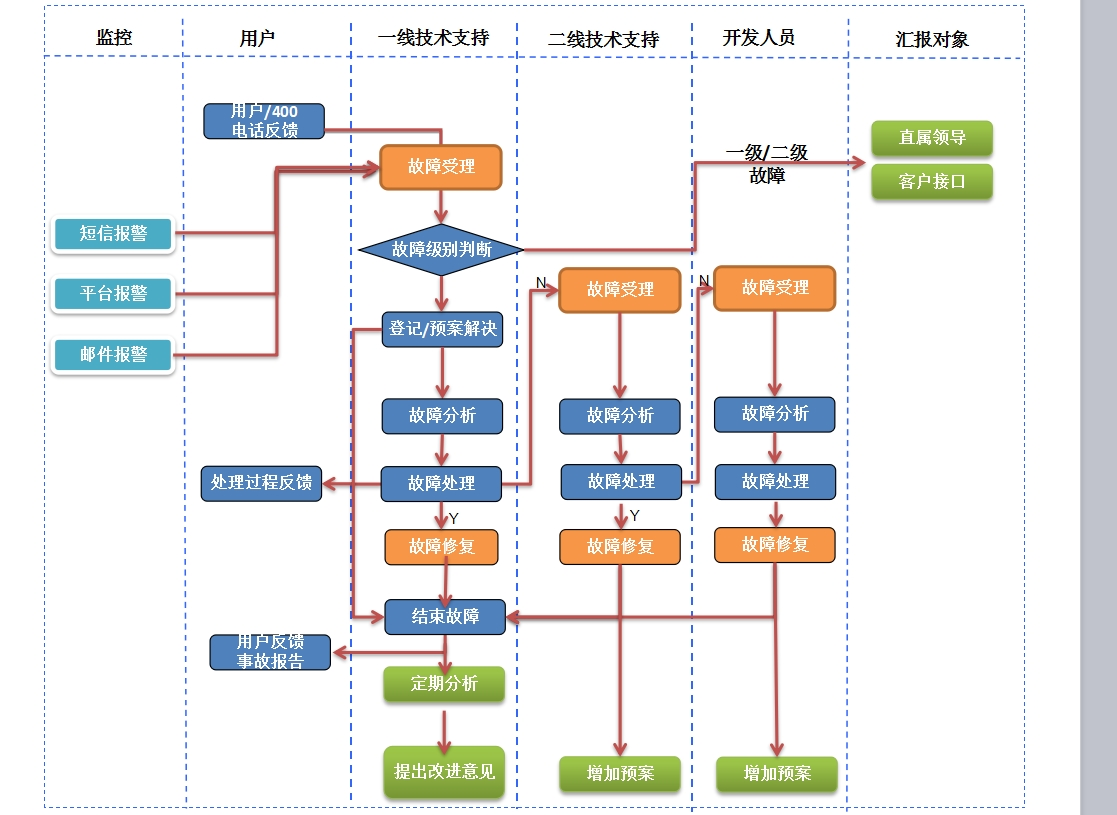 监控
用户
一线技术支持
二线技术支持
开发人员
汇报对象
用户/400
电话反馈
故障受理
一级/二级
故障
直属领导
客户接口
短信报警
故障级别判断
平台报警
N
故障受理
N
故障受理
登记/预案解决
邮件报警
故障分析
故障分析
故障分析
处理过程反馈
故障处理
故障处理
故障处理
Y
Y
故障修复
故障修复
故障修复
结束故障
用户反馈
事故报告
定期分析
提出改进意见
增加预案
增加预案